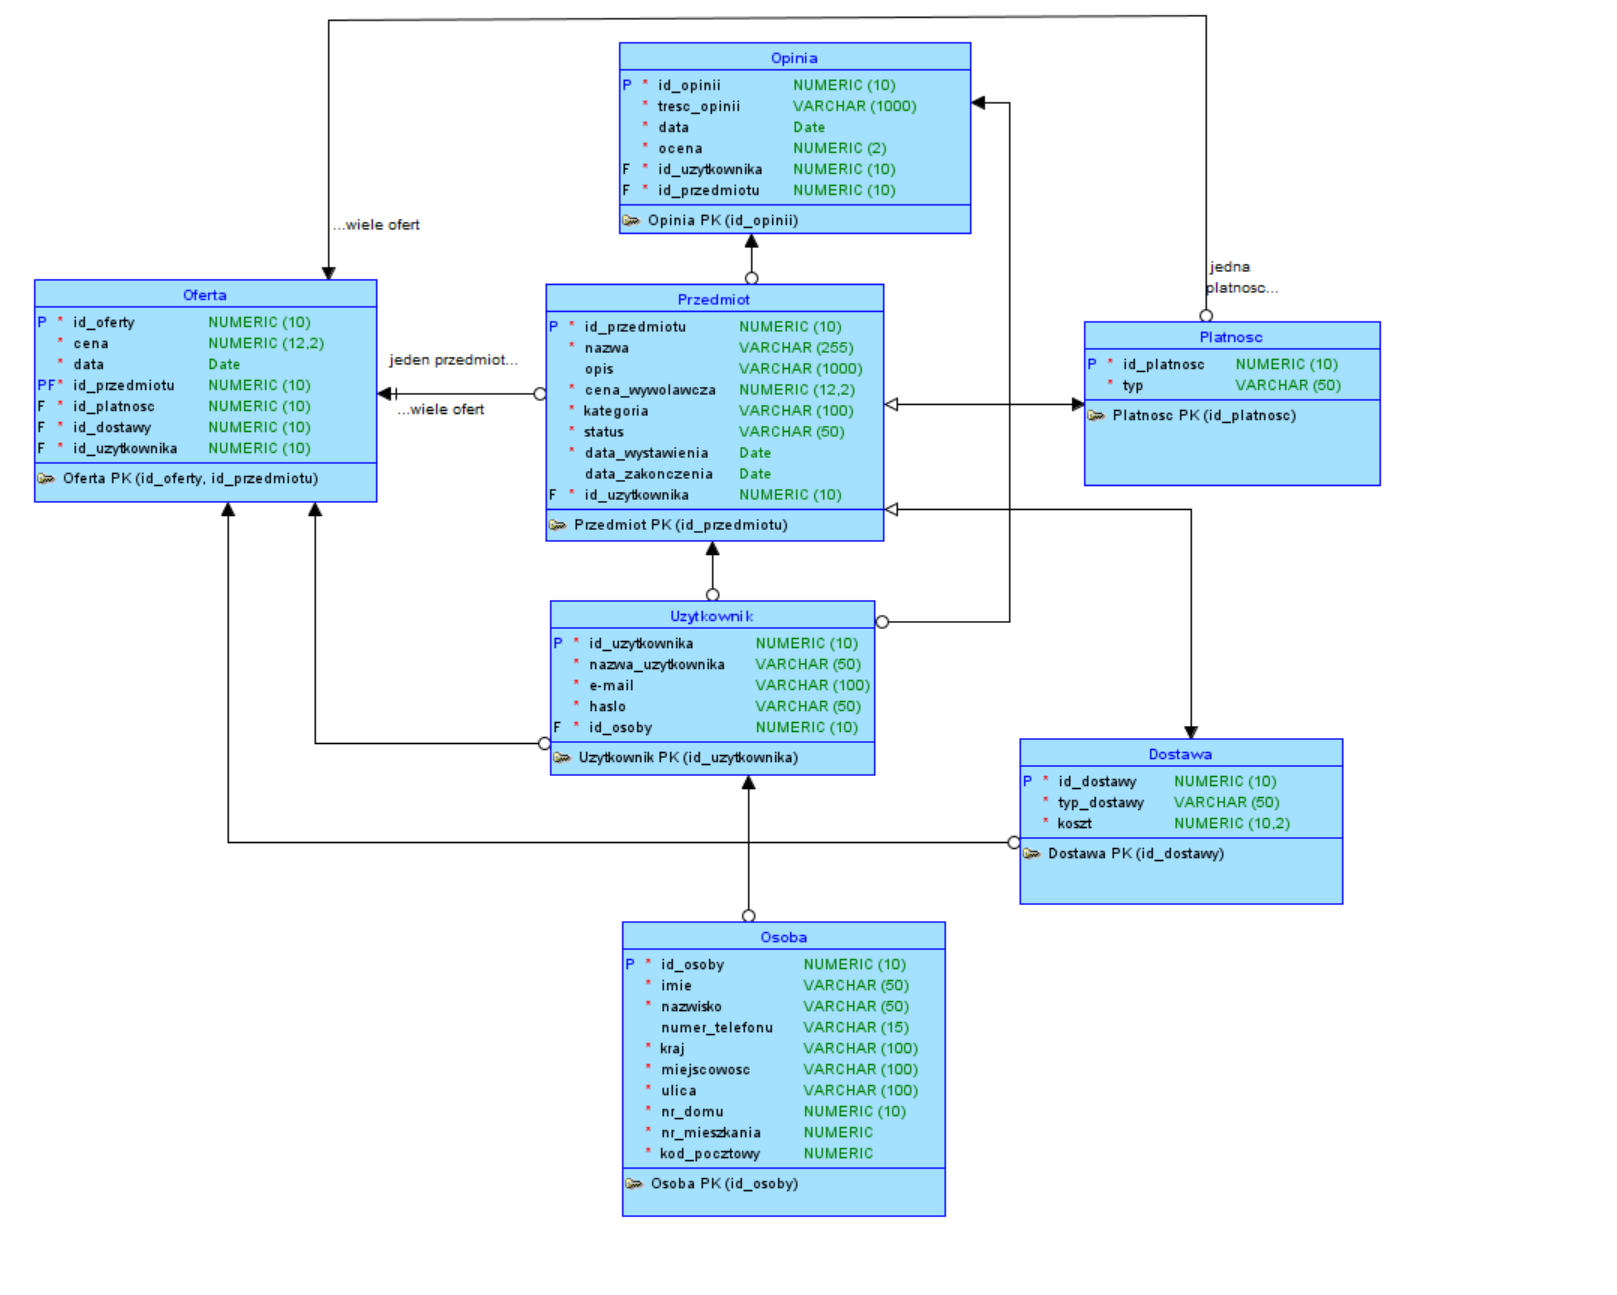 Opinia
P * id_opinii NUMERIC (10)
* tresc_opinii VARCHAR (1000)
* data Date
* ocena NUMERIC (2)
F * id_uzytkownika NUMERIC (10)
F * id_przedmiotu NUMERIC (10)
Opinia PK (id_opinii)
...wiele ofert
jedna
platnosc...
Oferta
P * id_oferty NUMERIC (10)
* cena NUMERIC (12,2)
* data Date
PF* id_przedmiotu NUMERIC (10)
F * id_platnosc NUMERIC (10)
F * id_dostawy NUMERIC (10)
F * id_uzytkownika NUMERIC (10)
Oferta PK (id_oferty, id_przedmiotu)
jeden przedmiot...
...wiele ofert
Przedmiot
P * id_przedmiotu NUMERIC (10)
* nazwa VARCHAR (255)
opis VARCHAR (1000)
* cena_wywolawcza NUMERIC (12,2)
* kategoria VARCHAR (100)
* status VARCHAR (50)
* data_wystawienia Date
data_zakonczenia Date
F * id_uzytkownika NUMERIC (10)
Przedmiot PK (id_przedmiotu)
Platnosc
P * id_platnosc NUMERIC (10)
* typ VARCHAR (50)
Platnosc PK (id_platnosc)
Uzytkownik
P * id_uzytkownika NUMERIC (10)
* nazwa_uzytkownika VARCHAR (50)
* e-mail VARCHAR (100)
* haslo VARCHAR (50)
F * id_osoby NUMERIC (10)
Uzytkownik PK (id_uzytkownika)
Dostawa
P * id_dostawy NUMERIC (10)
* typ_dostawy VARCHAR (50)
* koszt NUMERIC (10,2)
Dostawa PK (id_dostawy)
Osoba
P * id_osoby NUMERIC (10)
* imie VARCHAR (50)
* nazwisko VARCHAR (50)
numer_telefonu VARCHAR (15)
* kraj VARCHAR (100)
* miejscowosc VARCHAR (100)
* ulica VARCHAR (100)
* nr_domu NUMERIC (10)
* nr_mieszkania NUMERIC
* kod_pocztowy NUMERIC
Osoba PK (id_osoby)